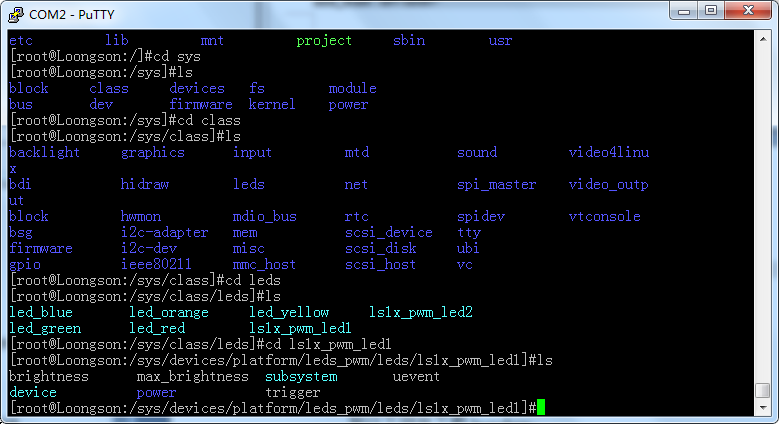 COM2 - PuTTY
etc lib mnt project sbin usr
[root@Loongson:/]#cd sys
[root@Loongson:/sys]#ls
block class devices fs module
bus dev firmware kernel power
[root@Loongson:/sys]#cd class
[root@Loongson:/sys/class]#ls
backlight graphics input mtd sound video4linu
x
bdi hidraw leds net spi_master video_outp
ut
block hwmon mdio_bus rtc spidev vtconsole
bsg i2c-adapter mem scsi_device tty
firmware i2c-dev misc scsi_disk ubi
gpio ieee80211 mmc_host scsi_host vc
[root@Loongson:/sys/class]#cd leds
[root@Loongson:/sys/class/leds]#ls
led_blue led_orange led_yellow ls1x_pwm_led2
led_green led_red ls1x_pwm_led1
[root@Loongson:/sys/class/leds]#cd ls1x_pwm_led1
[root@Loongson:/sys/devices/platform/leds_pwm/leds/ls1x_pwm_led1]#ls
brightness max_brightness subsystem uevent
device power trigger
[root@Loongson:/sys/devices/platform/leds_pwm/leds/ls1x_pwm_led1]#